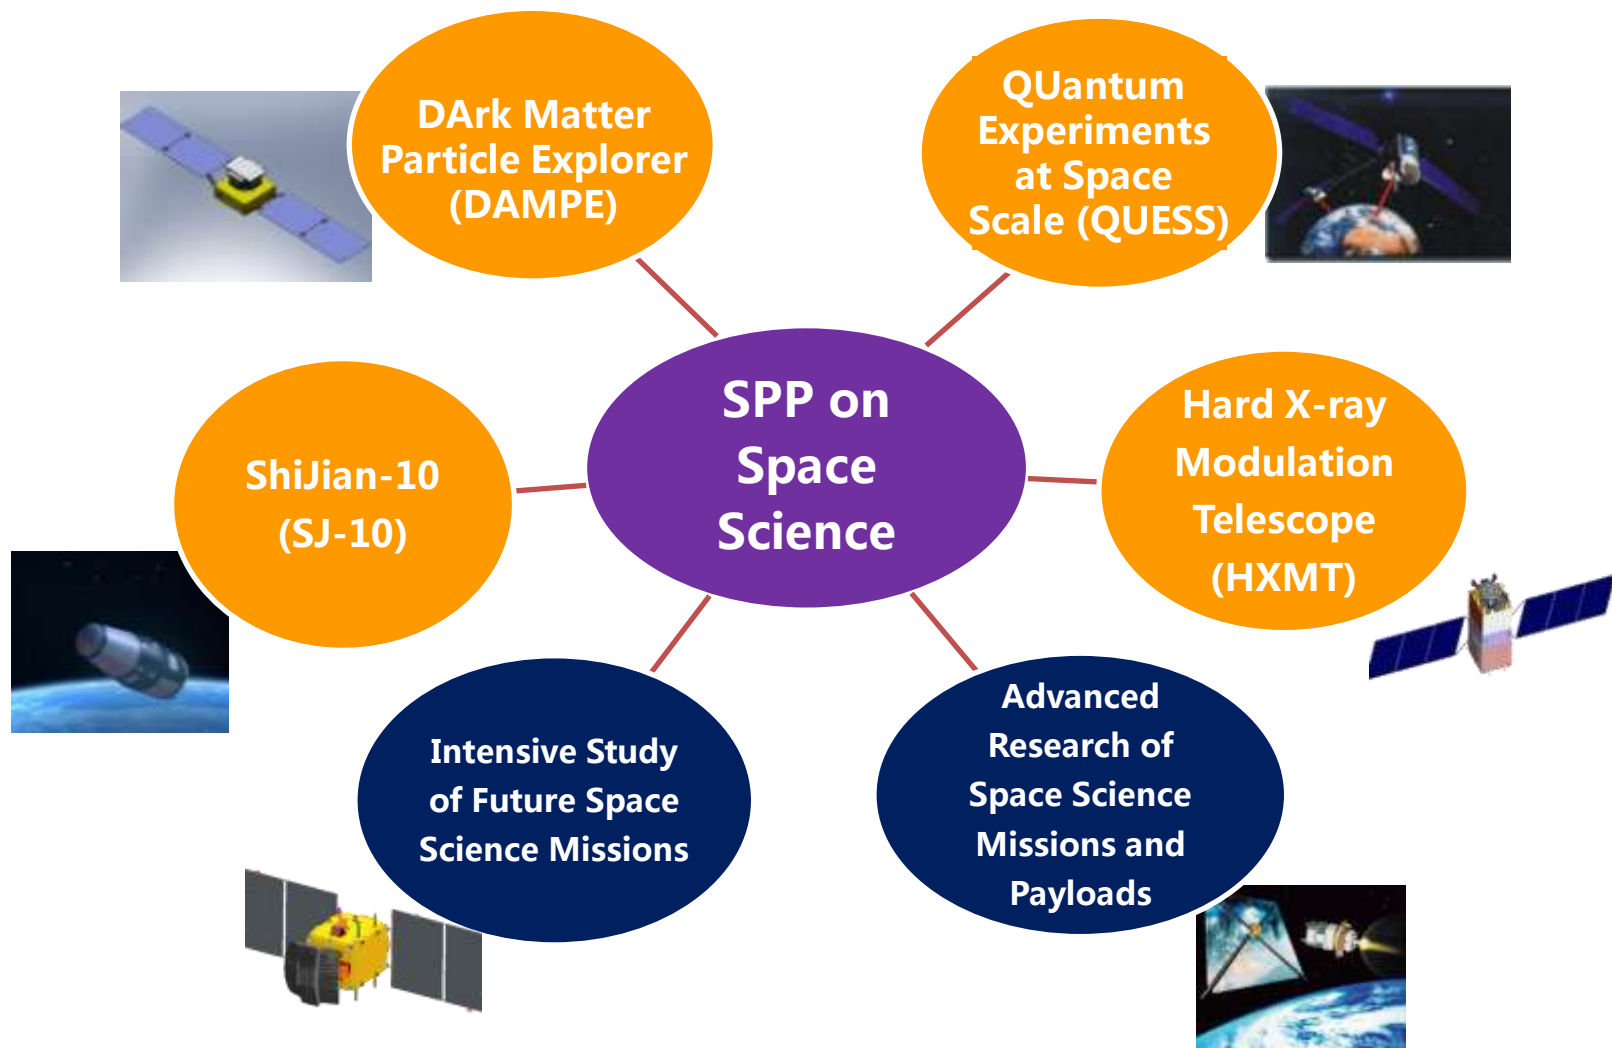 DArk Matter
Particle Explorer
(DAMPE)
QUantum
Experiments
at Space
Scale (QUESS)
SPP on
Space
Science
Hard X-ray
Modulation
Telescope
(HXMT)
ShiJian-10
(SJ-10)
Intensive Study
of Future Space
Science Missions
Advanced
Research of
Space Science
Missions and
Payloads